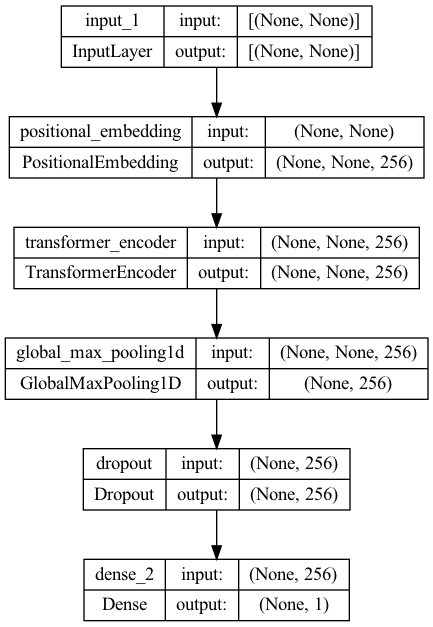 input_1 input: [(None, None)]
InputLayer output: [(None, None)]
positional_embedding input: (None, None)
PositionalEmbedding output: (None, None, 256)
transformer_encoder input: (None, None, 256)
TransformerEncoder output: (None, None, 256)
global_max_pooling1d input: (None, None, 256)
GlobalMaxPooling1D output: (None, 256)
dropout input: (None, 256)
Dropout output: (None, 256)
dense_2 input: (None, 256)
Dense output: (None, 1)